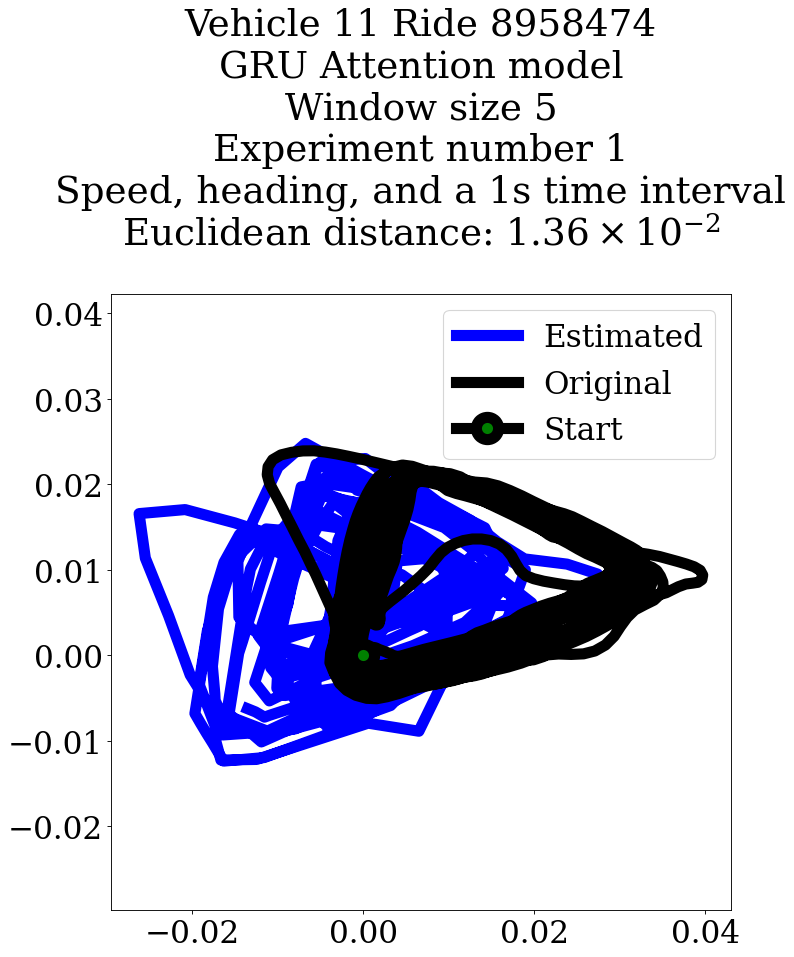 Vehicle 11 Ride 8958474
GRU Attention model
Window size 5
Experiment number 1
Speed, heading, and a 1s time interval
Euclidean distance: 1.36 × 10⁻²
0.04
Estimated
Original
Start
0.03
0.02
0.01
0.00
−0.01
−0.02
−0.02 0.00 0.02 0.04